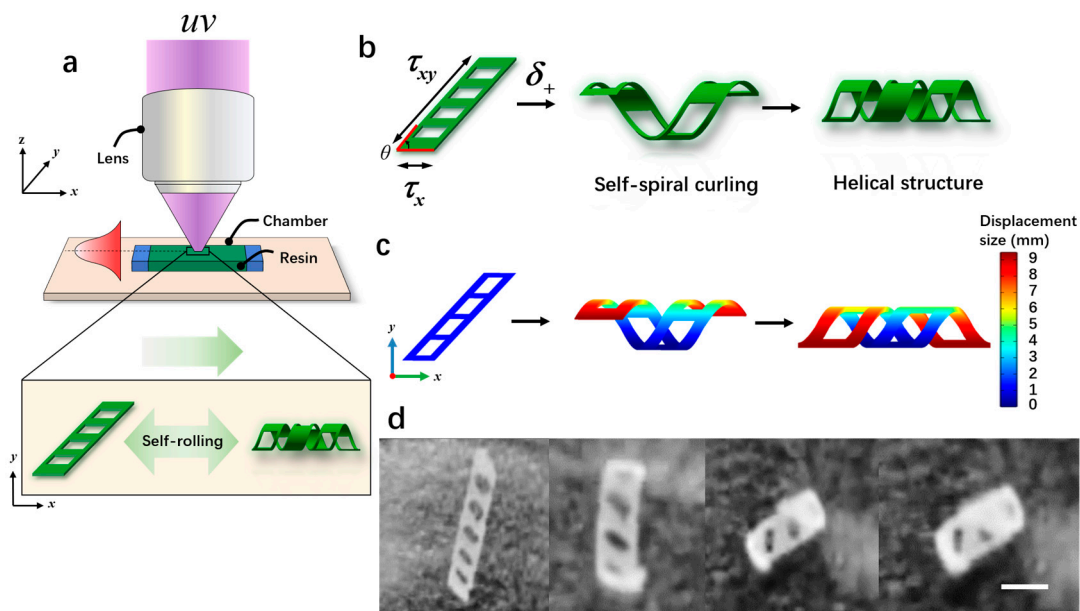 a
uv
Lens
z
y
x
Chamber
Resin
Self-rolling
y
x
b
τxy
θ
τx
δ+
Self-spiral curling
Helical structure
c
y
x
Displacement
size (mm)
9
8
7
6
5
4
3
2
1
0
d